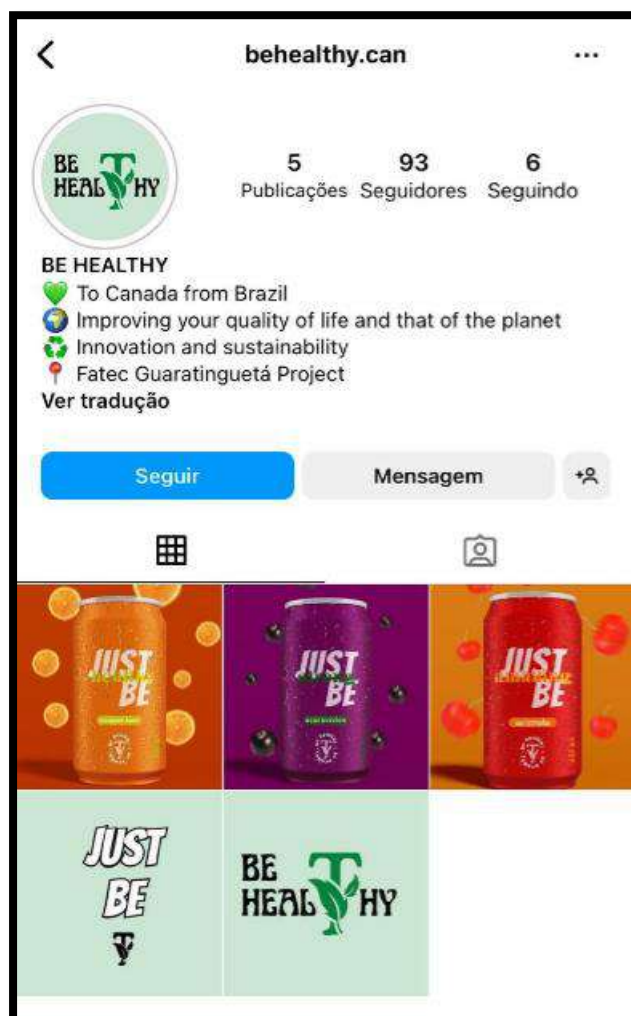 behealthy.can
BE
HEALTHY
5
93
6
Publicações
Seguidores
Seguindo
BE HEALTHY
To Canada from Brazil
Improving your quality of life and that of the planet
Innovation and sustainability
Fatec Guaratinguetá Project
Ver tradução
Seguir
Mensagem
JUST
BE
JUST
BE
JUST
BE
JUST
BE
BE
HEALTHY